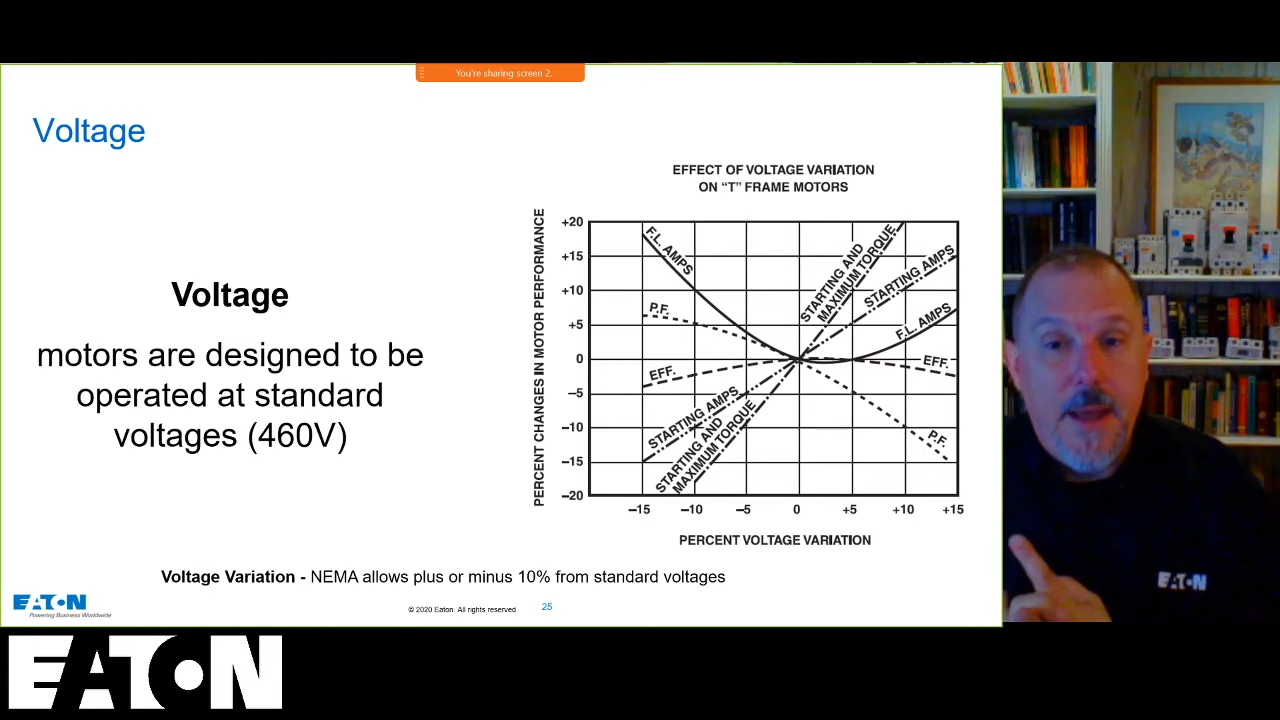 You're sharing screen 2.
Voltage
Voltage
motors are designed to be
operated at standard
voltages (460V)
EFFECT OF VOLTAGE VARIATION
ON “T” FRAME MOTORS
PERCENT CHANGES IN MOTOR PERFORMANCE
+20
+15
+10
+5
0
−5
−10
−15
−20
F.L. AMPS
P.F.
EFF.
STARTING AMPS
STARTING AND
MAXIMUM TORQUE
STARTING AND
MAXIMUM TORQUE
STARTING AMPS
F.L. AMPS
EFF.
P.F.
−15
−10
−5
0
+5
+10
+15
PERCENT VOLTAGE VARIATION
Voltage Variation - NEMA allows plus or minus 10% from standard voltages
EATON
Powering Business Worldwide
© 2020 Eaton. All rights reserved
25
EATON
EATON